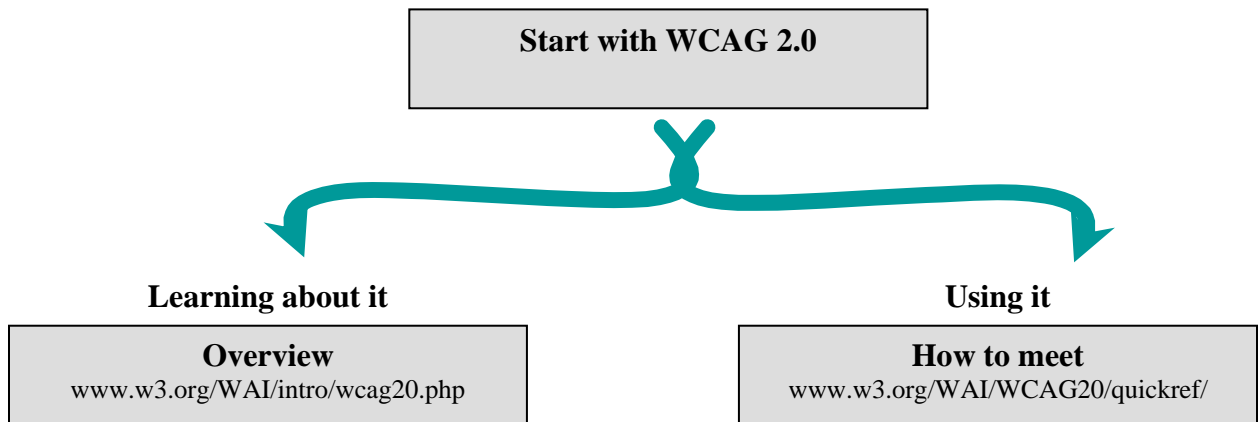 Start with WCAG 2.0
Learning about it
Overview
www.w3.org/WAI/intro/wcag20.php
Using it
How to meet
www.w3.org/WAI/WCAG20/quickref/